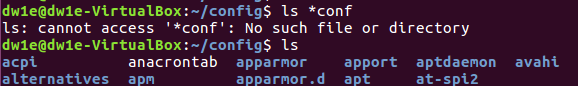 dw1e@dw1e-VirtualBox:~/config$ ls *conf
ls: cannot access '*conf': No such file or directory
dw1e@dw1e-VirtualBox:~/config$ ls
acpi anacrontab apparmor apport aptdaemon avahi
alternatives apm apparmor.d apt at-spi2